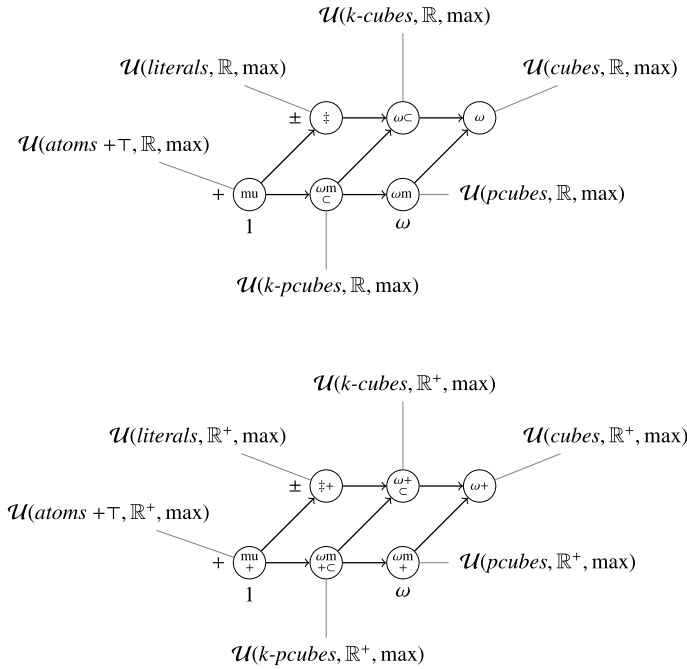 𝒰(k-cubes, ℝ, max)
𝒰(literals, ℝ, max)
𝒰(cubes, ℝ, max)
± ‡ ω⊂ ω
𝒰(atoms +⊤, ℝ, max)
+ mu ωm ⊂ ωm
𝒰(pcubes, ℝ, max)
1 ω
𝒰(k-pcubes, ℝ, max)
𝒰(k-cubes, ℝ⁺, max)
𝒰(literals, ℝ⁺, max)
𝒰(cubes, ℝ⁺, max)
± ‡+ ω+ ⊂ ω+
𝒰(atoms +⊤, ℝ⁺, max)
+ mu + ωm +⊂ ωm +
𝒰(pcubes, ℝ⁺, max)
1 ω
𝒰(k-pcubes, ℝ⁺, max)